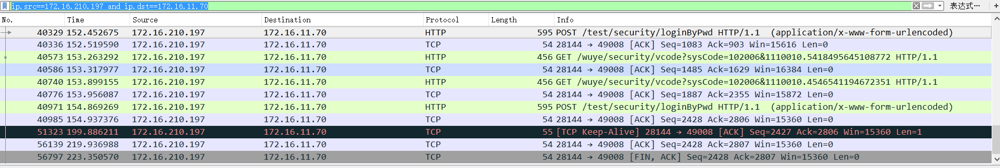 ip.src==172.16.210.197 and ip.dst==172.16.11.70 表达式… +
No. Time Source Destination Protocol Length Info
40329 152.452675 172.16.210.197 172.16.11.70 HTTP 595 POST /test/security/loginByPwd HTTP/1.1 (application/x-www-form-urlencoded)
40336 152.519590 172.16.210.197 172.16.11.70 TCP 54 28144 → 49008 [ACK] Seq=1083 Ack=903 Win=15616 Len=0
40573 153.263292 172.16.210.197 172.16.11.70 HTTP 456 GET /wuye/security/vcode?sysCode=102006&1110010.5418495645108772 HTTP/1.1
40586 153.317977 172.16.210.197 172.16.11.70 TCP 54 28144 → 49008 [ACK] Seq=1485 Ack=1629 Win=16384 Len=0
40740 153.899155 172.16.210.197 172.16.11.70 HTTP 456 GET /wuye/security/vcode?sysCode=102006&1110010.4546541194672351 HTTP/1.1
40776 153.956087 172.16.210.197 172.16.11.70 TCP 54 28144 → 49008 [ACK] Seq=1887 Ack=2355 Win=15872 Len=0
40971 154.869269 172.16.210.197 172.16.11.70 HTTP 595 POST /test/security/loginByPwd HTTP/1.1 (application/x-www-form-urlencoded)
40985 154.937376 172.16.210.197 172.16.11.70 TCP 54 28144 → 49008 [ACK] Seq=2428 Ack=2806 Win=15360 Len=0
51323 199.886211 172.16.210.197 172.16.11.70 TCP 55 [TCP Keep-Alive] 28144 → 49008 [ACK] Seq=2427 Ack=2806 Win=15360 Len=1
56139 219.936988 172.16.210.197 172.16.11.70 TCP 54 28144 → 49008 [ACK] Seq=2428 Ack=2807 Win=15360 Len=0
56797 223.350570 172.16.210.197 172.16.11.70 TCP 54 28144 → 49008 [FIN, ACK] Seq=2428 Ack=2807 Win=15360 Len=0